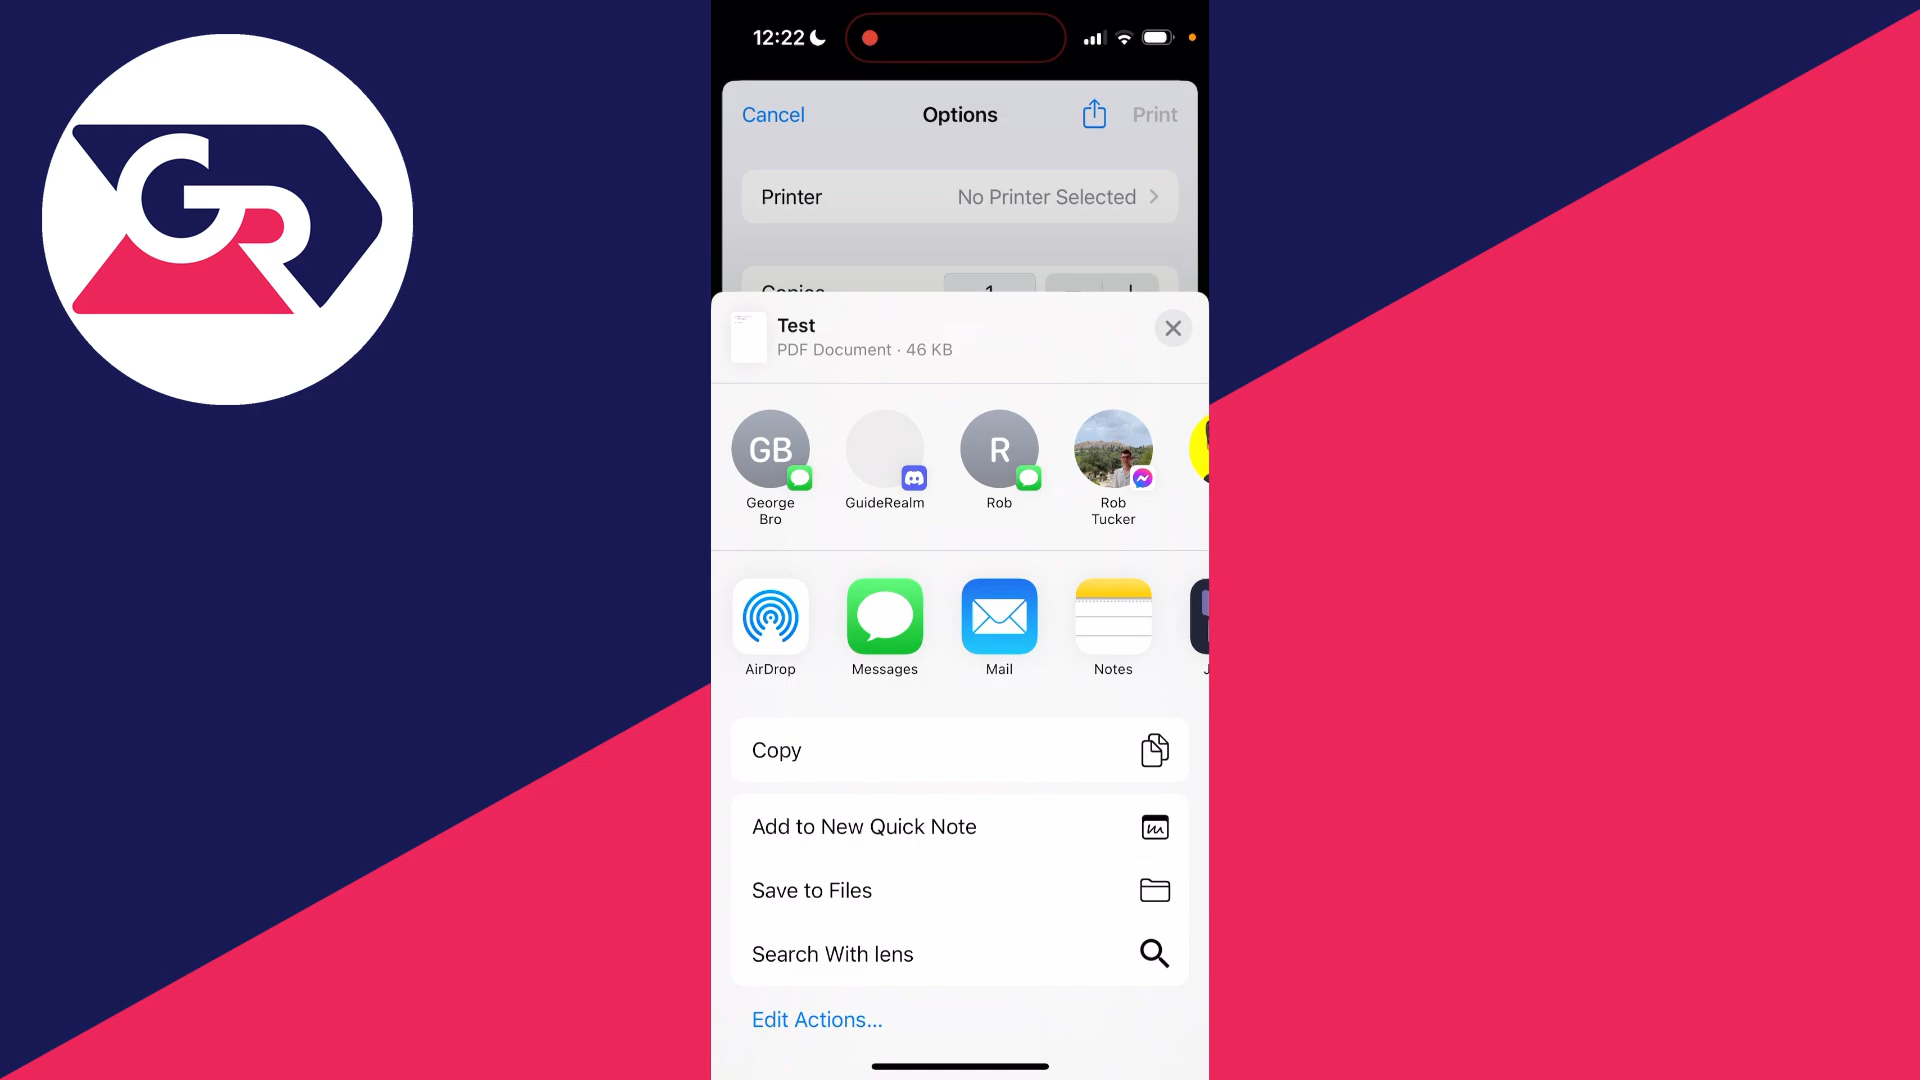 GR
12:22
Cancel
Options
Print
Printer
No Printer Selected
Copies
1
Test
PDF Document · 46 KB
GB
R
George
Bro
GuideRealm
Rob
Rob
Tucker
AirDrop
Messages
Mail
Notes
J
Copy
Add to New Quick Note
Save to Files
Search With lens
Edit Actions...